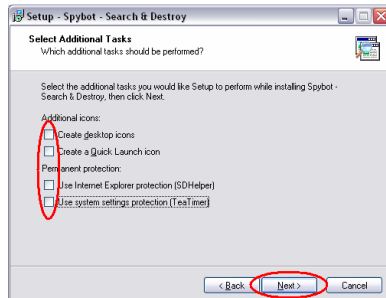 Setup - Spybot - Search & Destroy
Select Additional Tasks
Which additional tasks should be performed?
Select the additional tasks you would like Setup to perform while installing Spybot -
Search & Destroy, then click Next.
Additional icons:
Create desktop icons
Create a Quick Launch icon
Permanent protection:
Use Internet Explorer protection (SDHelper)
Use system settings protection (TeaTimer)
< Back
Next >
Cancel